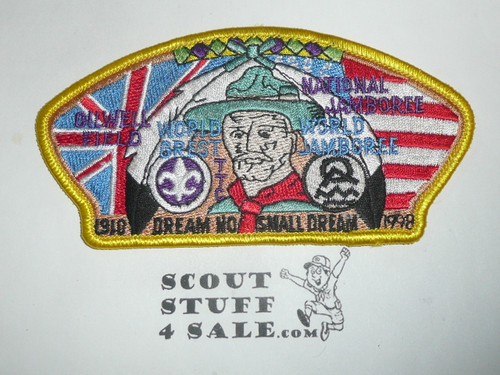 NATIONAL
JAMBOREE
GILWELL
FIELD
WORLD
CREST
WORLD
JAMBOREE
TTL
1910 DREAM NO SMALL DREAM 1998
SCOUT
STUFF
4 SALE.com